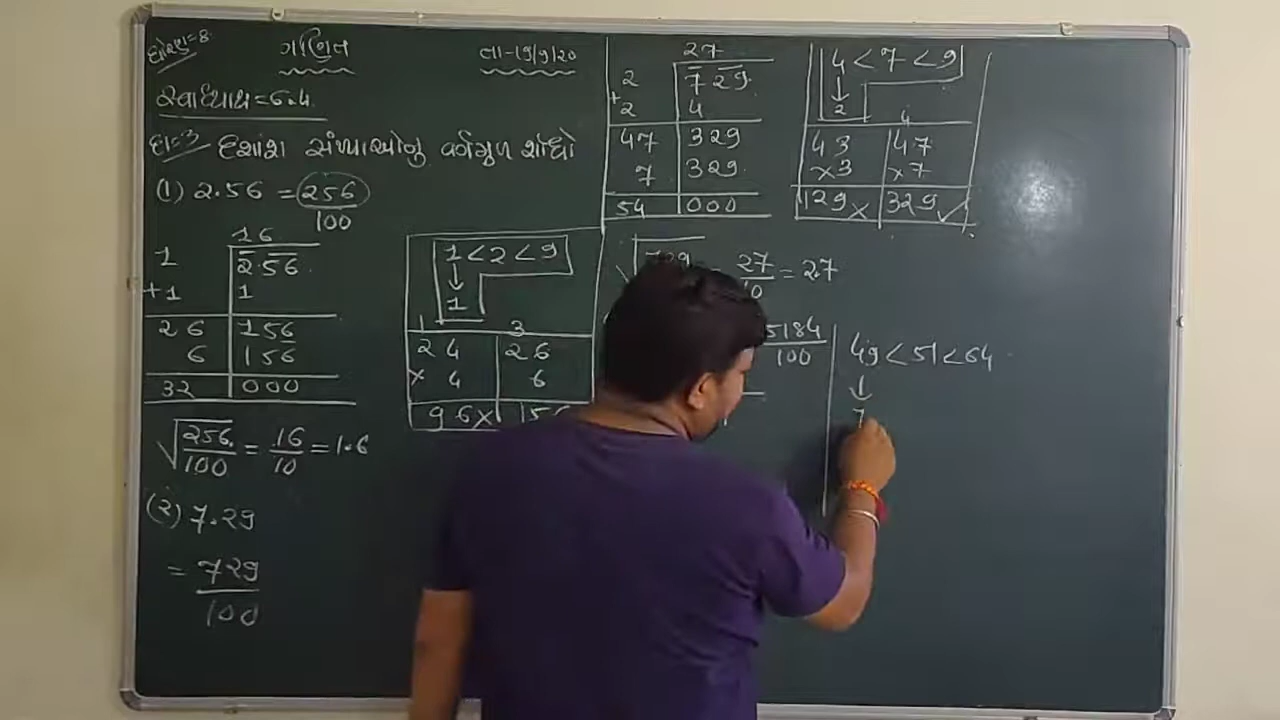 ધોરણ=8
ગણિત
તા-19/9/20
સ્વાધ્યાય=6.4
દા:3 દશાંશ સંખ્યાઓનું વર્ગમૂળ શોધો
(1) 2.56 = 256/100
16
1 | 2.56
+1 | 1
26 | 156
6 | 156
32 | 000
1<2<9
↓
1
24 | 26
×4 | 6
96× | 156
√256/100 = 16/10 = 1.6
(2) 7.29
= 729/100
27
2 | 729
+2 | 4
47 | 329
7 | 329
54 | 000
4<7<9
↓
2
43 | 47
×3 | ×7
129× | 329✓
√729 27/10 = 2.7
5184/100
49<51<64
↓
7